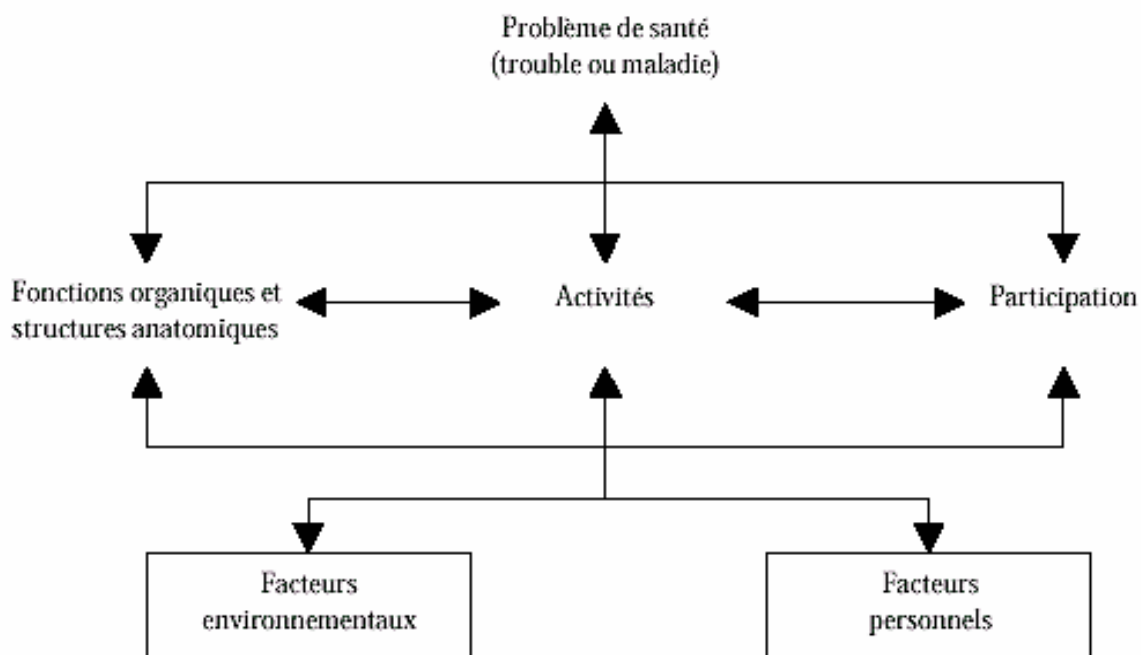 Problème de santé
(trouble ou maladie)
Fonctions organiques et
structures anatomiques
Activités
Participation
Facteurs
environnementaux
Facteurs
personnels